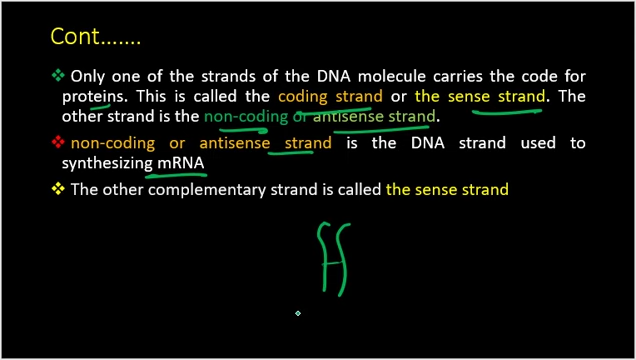 Cont.......
Only one of the strands of the DNA molecule carries the code for
proteins. This is called the coding strand or the sense strand. The
other strand is the non-coding or antisense strand.
non-coding or antisense strand is the DNA strand used to
synthesizing mRNA
The other complementary strand is called the sense strand